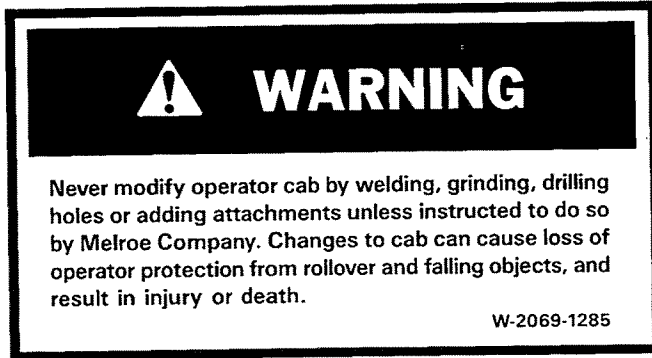 WARNING
Never modify operator cab by welding, grinding, drilling
holes or adding attachments unless instructed to do so
by Melroe Company. Changes to cab can cause loss of
operator protection from rollover and falling objects, and
result in injury or death.
W-2069-1285